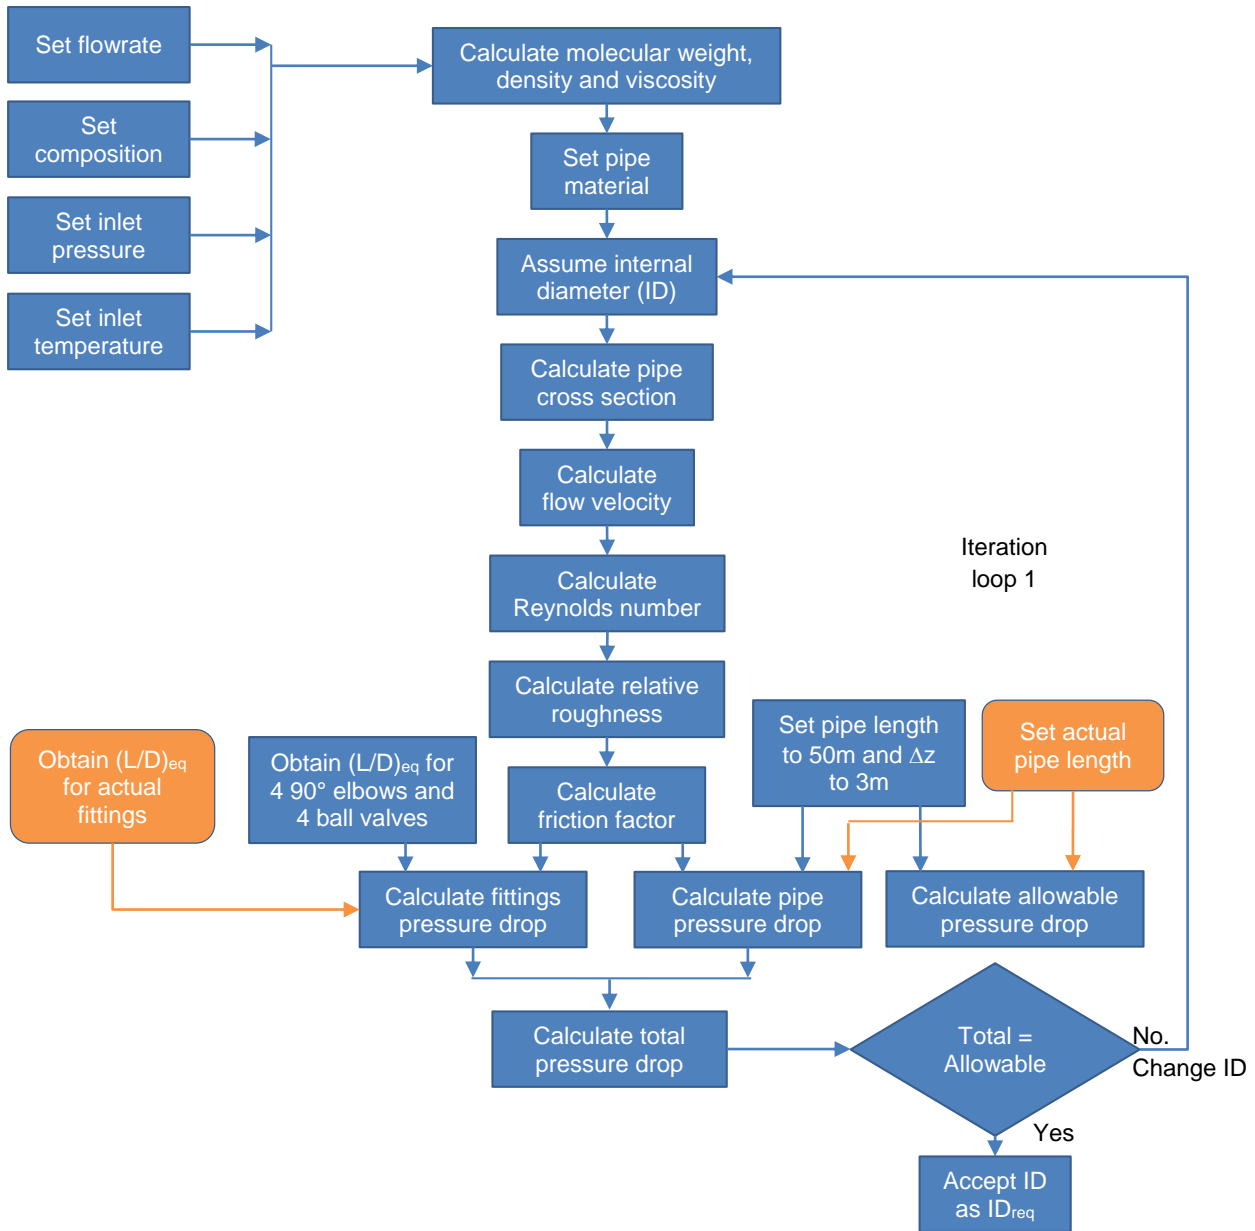 Set flowrate
Calculate molecular weight,
density and viscosity
Set
composition
Set pipe
material
Set inlet
pressure
Assume internal
diameter (ID)
Set inlet
temperature
Calculate pipe
cross section
Calculate
flow velocity
Iteration
loop 1
Calculate
Reynolds number
Calculate relative
roughness
Obtain (L/D)eq
for actual
fittings
Obtain (L/D)eq for
4 90° elbows and
4 ball valves
Calculate
friction factor
Set pipe length
to 50m and Δz
to 3m
Set actual
pipe length
Calculate fittings
pressure drop
Calculate pipe
pressure drop
Calculate allowable
pressure drop
Calculate total
pressure drop
Total =
Allowable
No.
Change ID
Yes
Accept ID
as IDreq